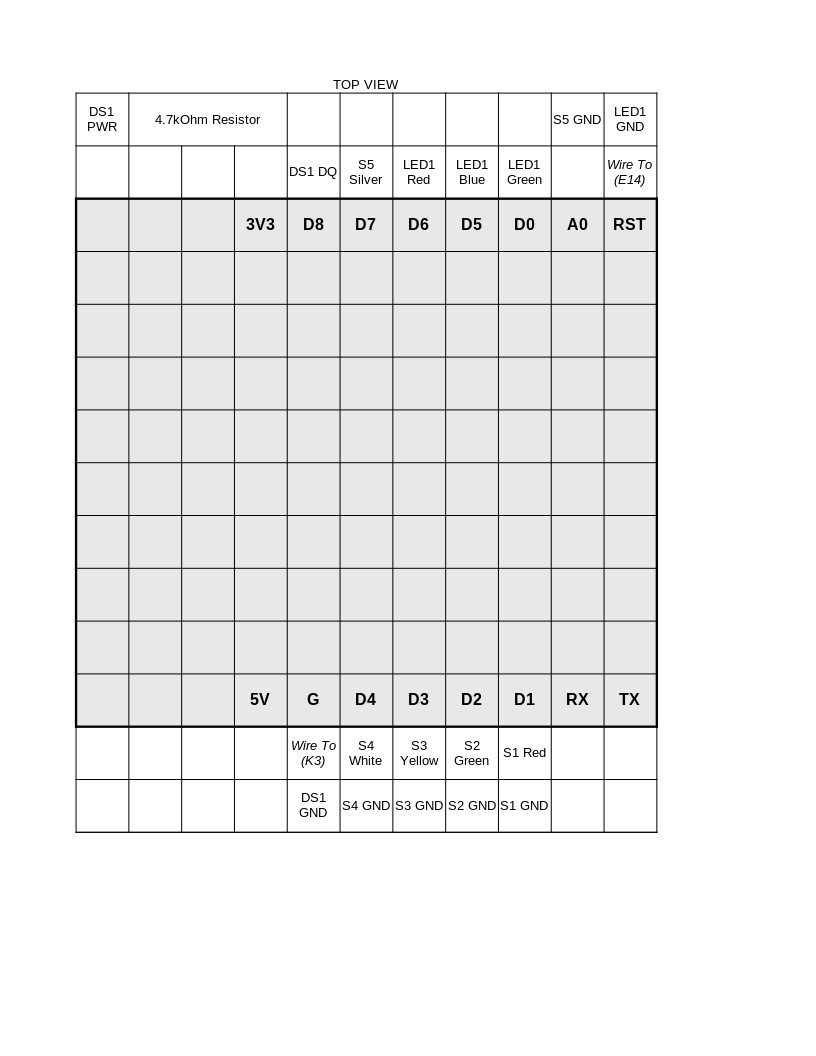 TOP VIEW
DS1
PWR
4.7kOhm Resistor
S5 GND
LED1
GND
DS1 DQ
S5
Silver
LED1
Red
LED1
Blue
LED1
Green
Wire To
(E14)
3V3
D8
D7
D6
D5
D0
A0
RST
5V
G
D4
D3
D2
D1
RX
TX
Wire To
(K3)
S4
White
S3
Yellow
S2
Green
S1 Red
DS1
GND
S4 GND
S3 GND
S2 GND
S1 GND